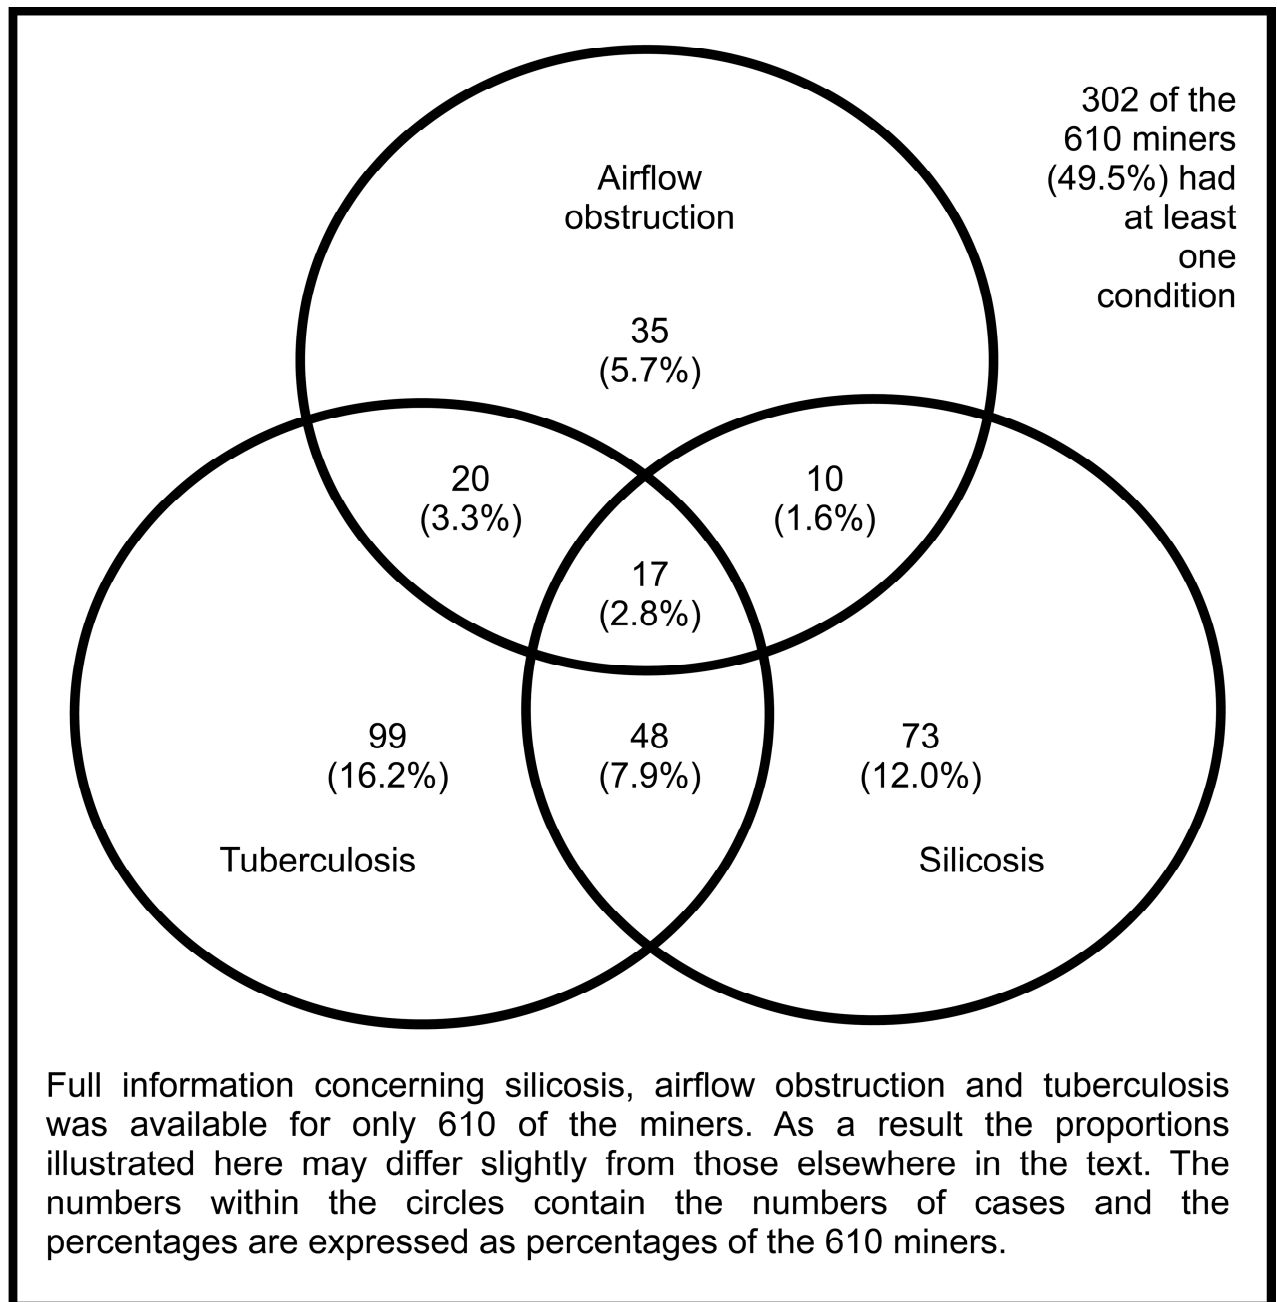 302 of the
610 miners
(49.5%) had
at least
one
condition
Airflow
obstruction
35
(5.7%)
20
(3.3%)
10
(1.6%)
17
(2.8%)
99
(16.2%)
48
(7.9%)
73
(12.0%)
Tuberculosis
Silicosis
Full information concerning silicosis, airflow obstruction and tuberculosis
was available for only 610 of the miners. As a result the proportions
illustrated here may differ slightly from those elsewhere in the text. The
numbers within the circles contain the numbers of cases and the
percentages are expressed as percentages of the 610 miners.